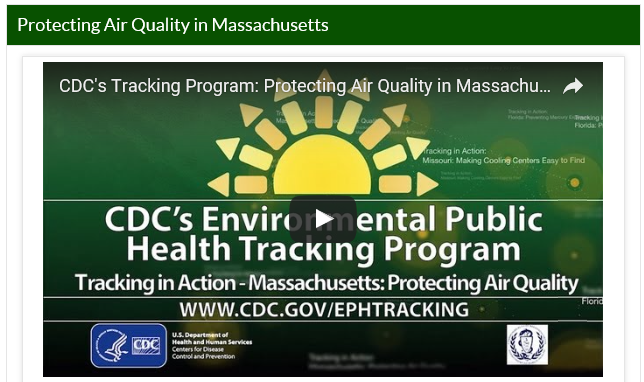 Protecting Air Quality in Massachusetts
CDC's Tracking Program: Protecting Air Quality in Massachu...
Tracking in Action:
Missouri: Making Cooling Centers Easy to Find
CDC's Environmental Public
Health Tracking Program
Tracking in Action - Massachusetts: Protecting Air Quality
WWW.CDC.GOV/EPHTRACKING
CDC
U.S. Department of
Health and Human Services
Centers for Disease
Control and Prevention